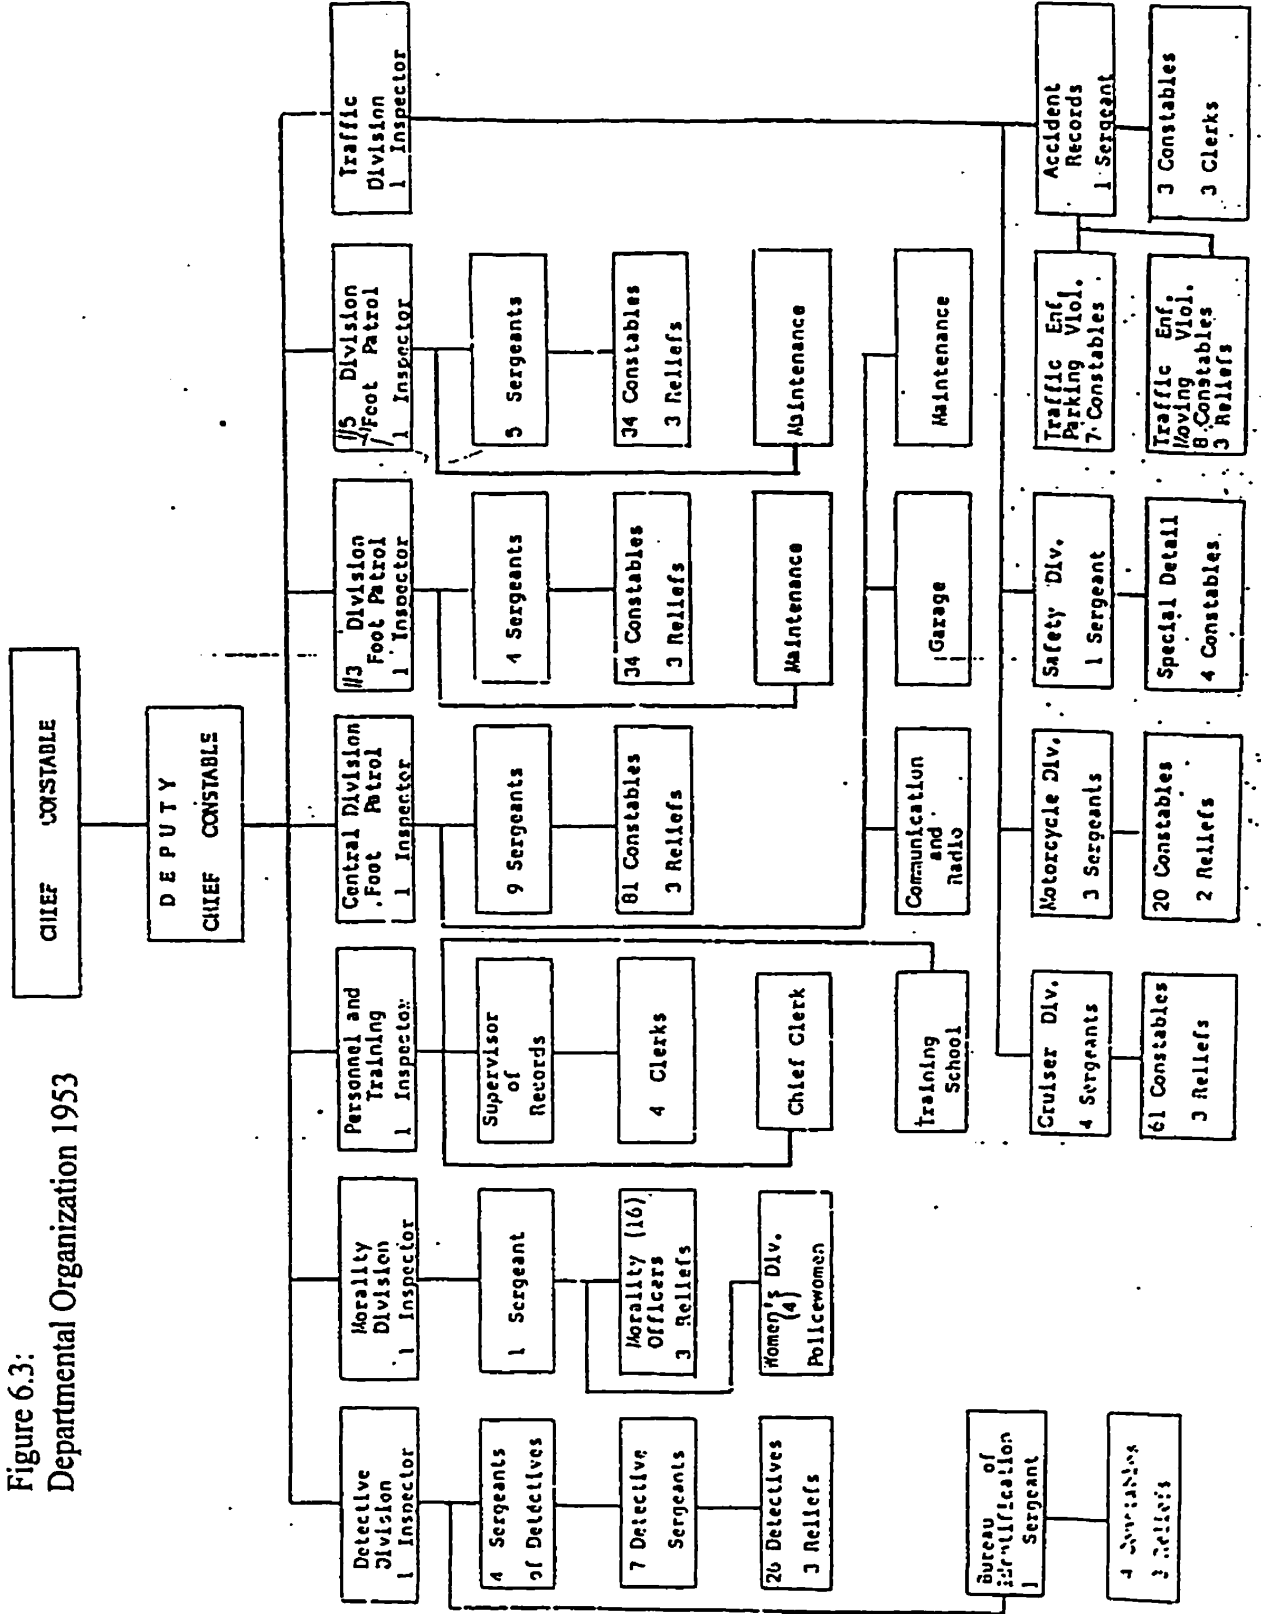 Figure 6.3:
Departmental Organization 1953
CHIEF CONSTABLE
DEPUTY
CHIEF CONSTABLE
Detective
Division
1 Inspector
4 Sergeants
of Detectives
7 Detective
Sergeants
26 Detectives
3 Reliefs
Bureau
of
Identification
1 Sergeant
4
Morality
Division
1 Inspector
1 Sergeant
Morality (16)
Officers
3 Reliefs
Women's Div.
(4)
Policewomen
Personnel and
Training
1 Inspector
Supervisor
of
Records
4 Clerks
Chief Clerk
Training
School
Central Division
Foot Patrol
1 Inspector
9 Sergeants
81 Constables
3 Reliefs
Communication
and
Radio
Garage
Maintenance
#3 Division
Foot Patrol
1 Inspector
4 Sergeants
34 Constables
3 Reliefs
Maintenance
#5 Division
Foot Patrol
1 Inspector
5 Sergeants
34 Constables
3 Reliefs
Maintenance
Traffic
Division
1 Inspector
Cruiser Div.
4 Sergeants
61 Constables
3 Reliefs
Motorcycle Div.
3 Sergeants
20 Constables
2 Reliefs
Safety Div.
1 Sergeant
Special Detail
4 Constables
Traffic Enf.
Parking Viol.
7 Constables
Traffic Enf.
Moving Viol.
8 Constables
3 Reliefs
Accident
Records
1 Sergeant
3 Constables
3 Clerks